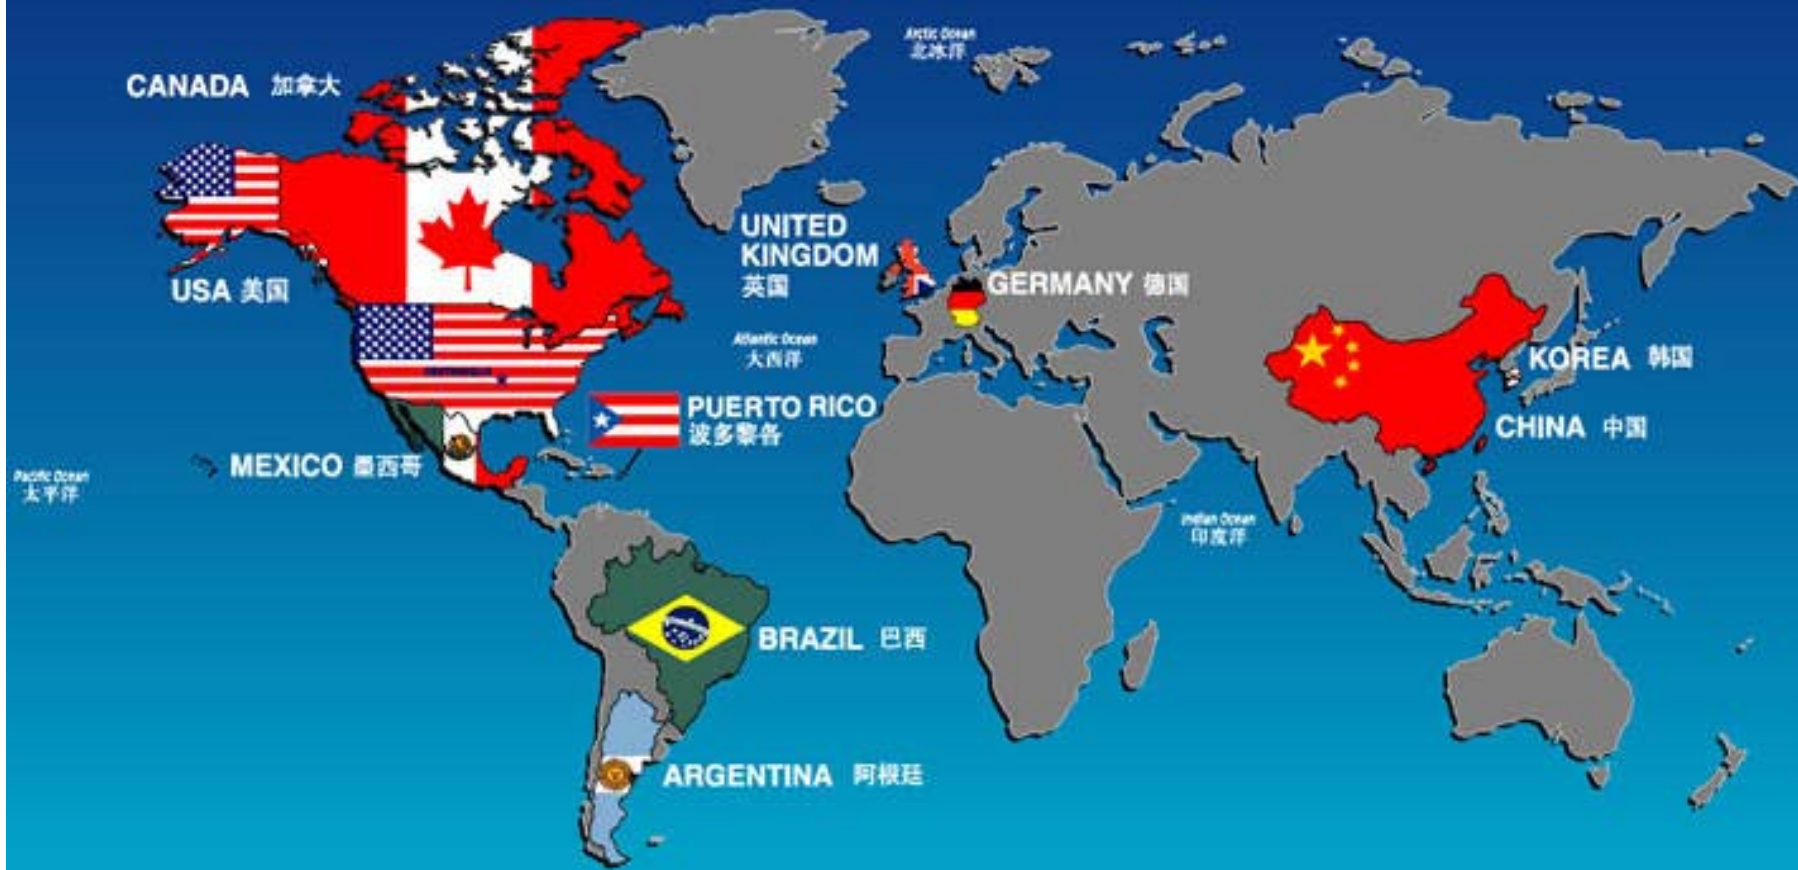 Arctic Ocean
北冰洋
CANADA 加拿大
UNITED
KINGDOM
英国
USA 美国
GERMANY 德国
Atlantic Ocean
大西洋
KOREA 韩国
PUERTO RICO
波多黎各
CHINA 中国
MEXICO 墨西哥
Pacific Ocean
太平洋
Indian Ocean
印度洋
BRAZIL 巴西
ARGENTINA 阿根廷